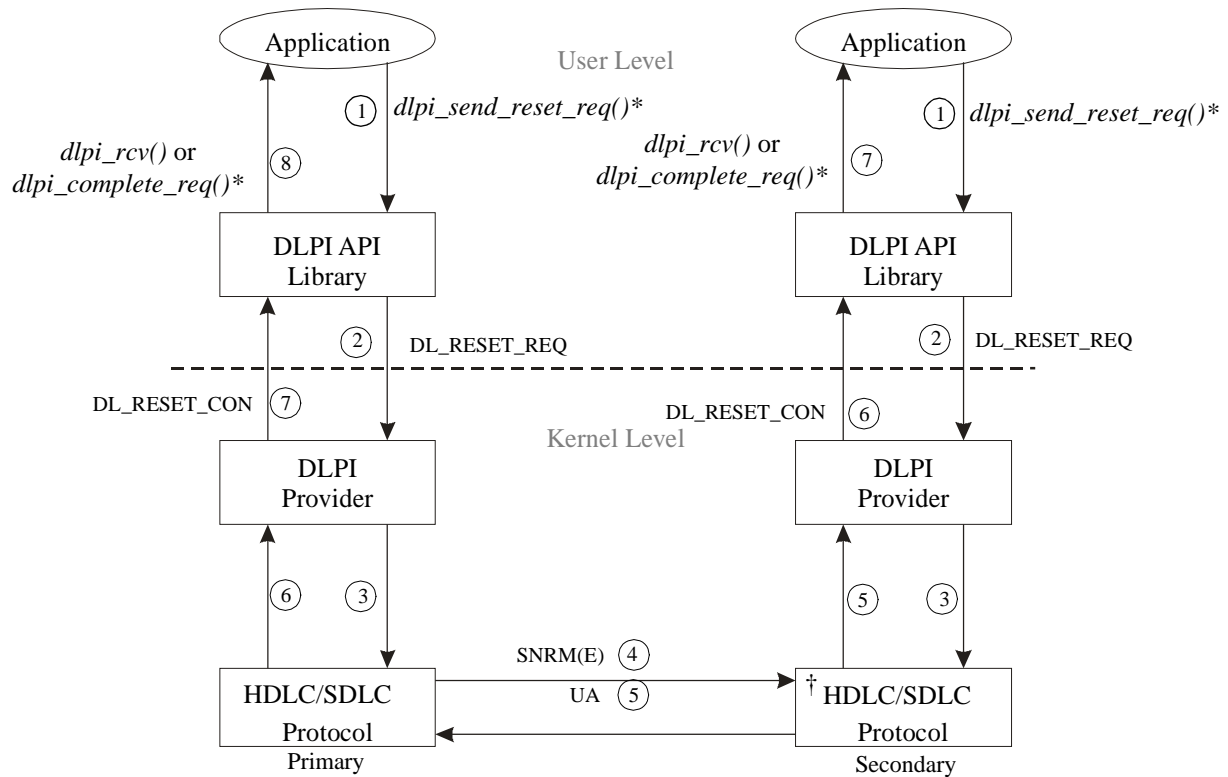 Application
Application
User Level
1
dlpi_send_reset_req()*
1
dlpi_send_reset_req()*
dlpi_rcv() or
dlpi_complete_req()*
8
dlpi_rcv() or
dlpi_complete_req()*
7
DLPI API
Library
DLPI API
Library
2
DL_RESET_REQ
2
DL_RESET_REQ
DL_RESET_CON
7
DL_RESET_CON
6
Kernel Level
DLPI
Provider
DLPI
Provider
6
3
5
3
SNRM(E) 4
UA 5
HDLC/SDLC
Protocol
Primary
† HDLC/SDLC
Protocol
Secondary